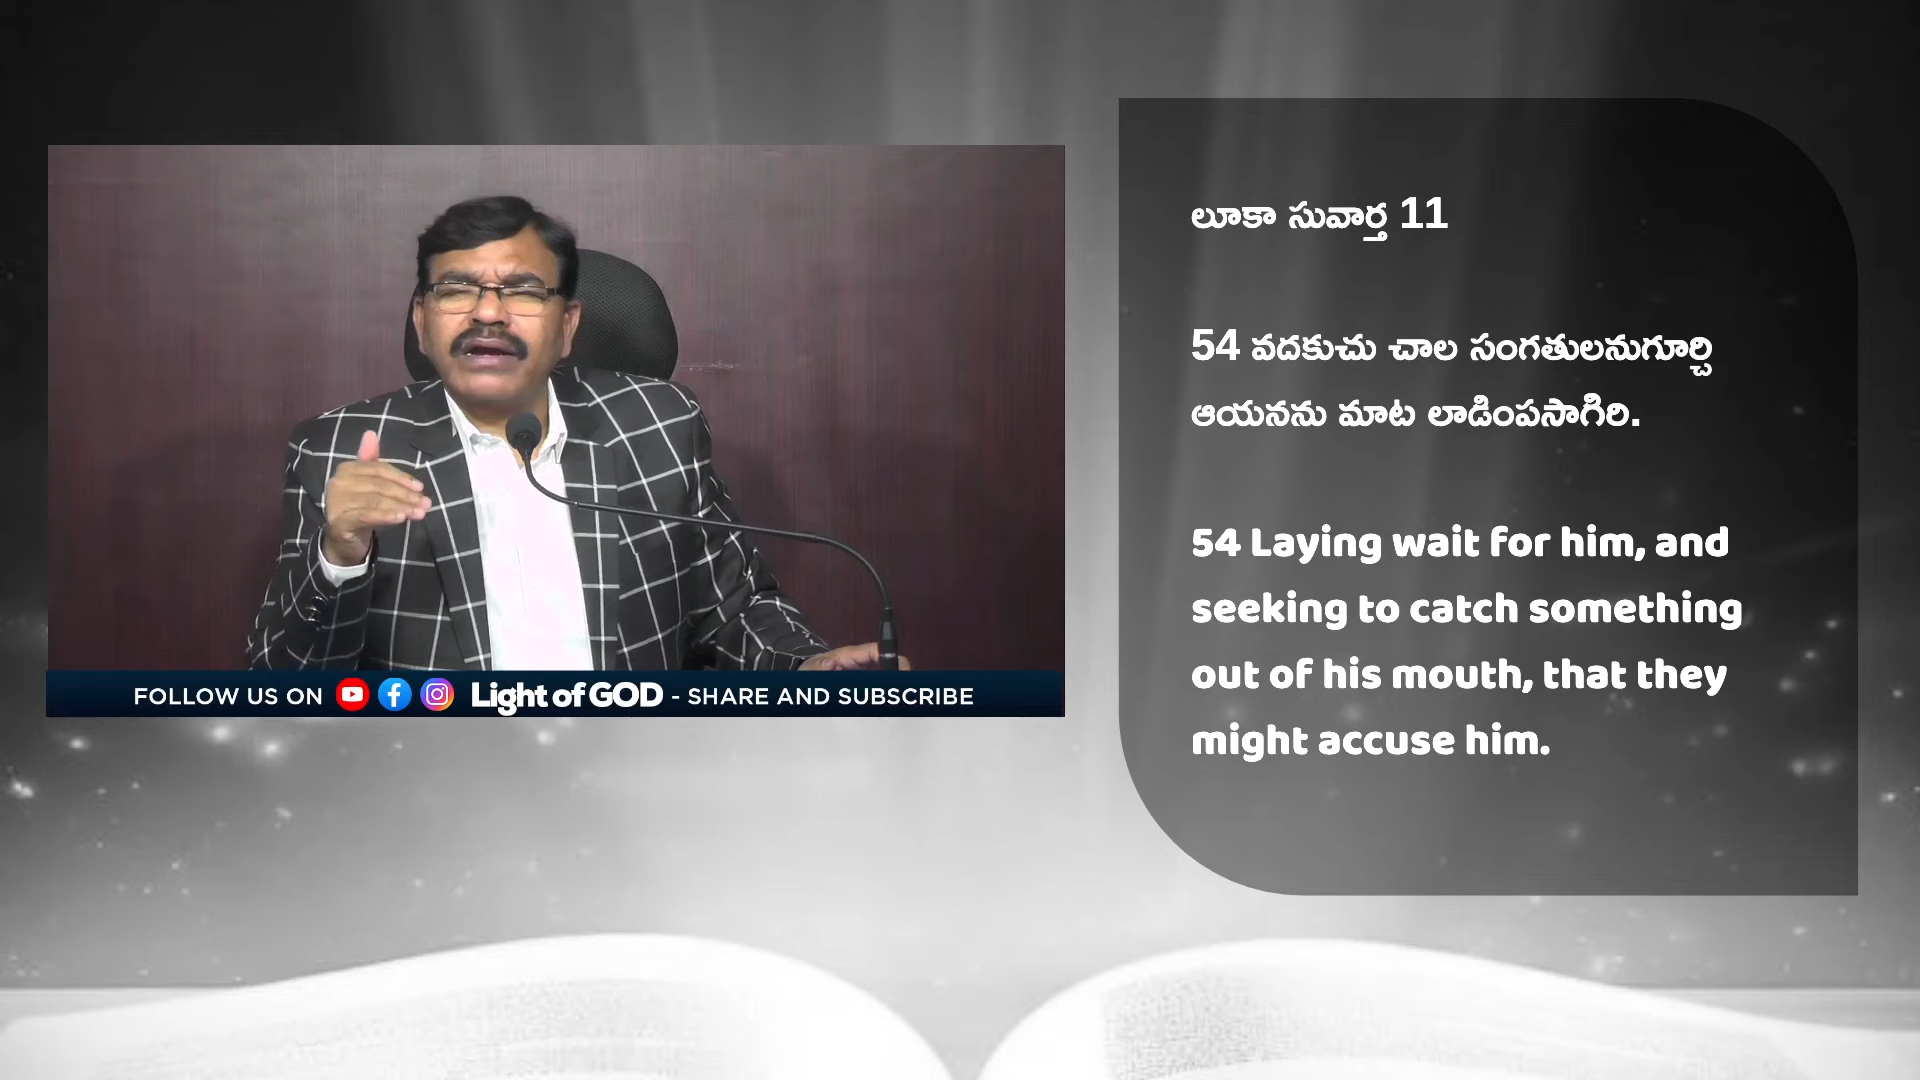 లూకా సువార్త 11
54 వదకుచు చాల సంగతులనుగూర్చి
ఆయనను మాట లాడింపసాగిరి.
54 Laying wait for him, and
seeking to catch something
out of his mouth, that they
might accuse him.
FOLLOW US ON Light of GOD - SHARE AND SUBSCRIBE